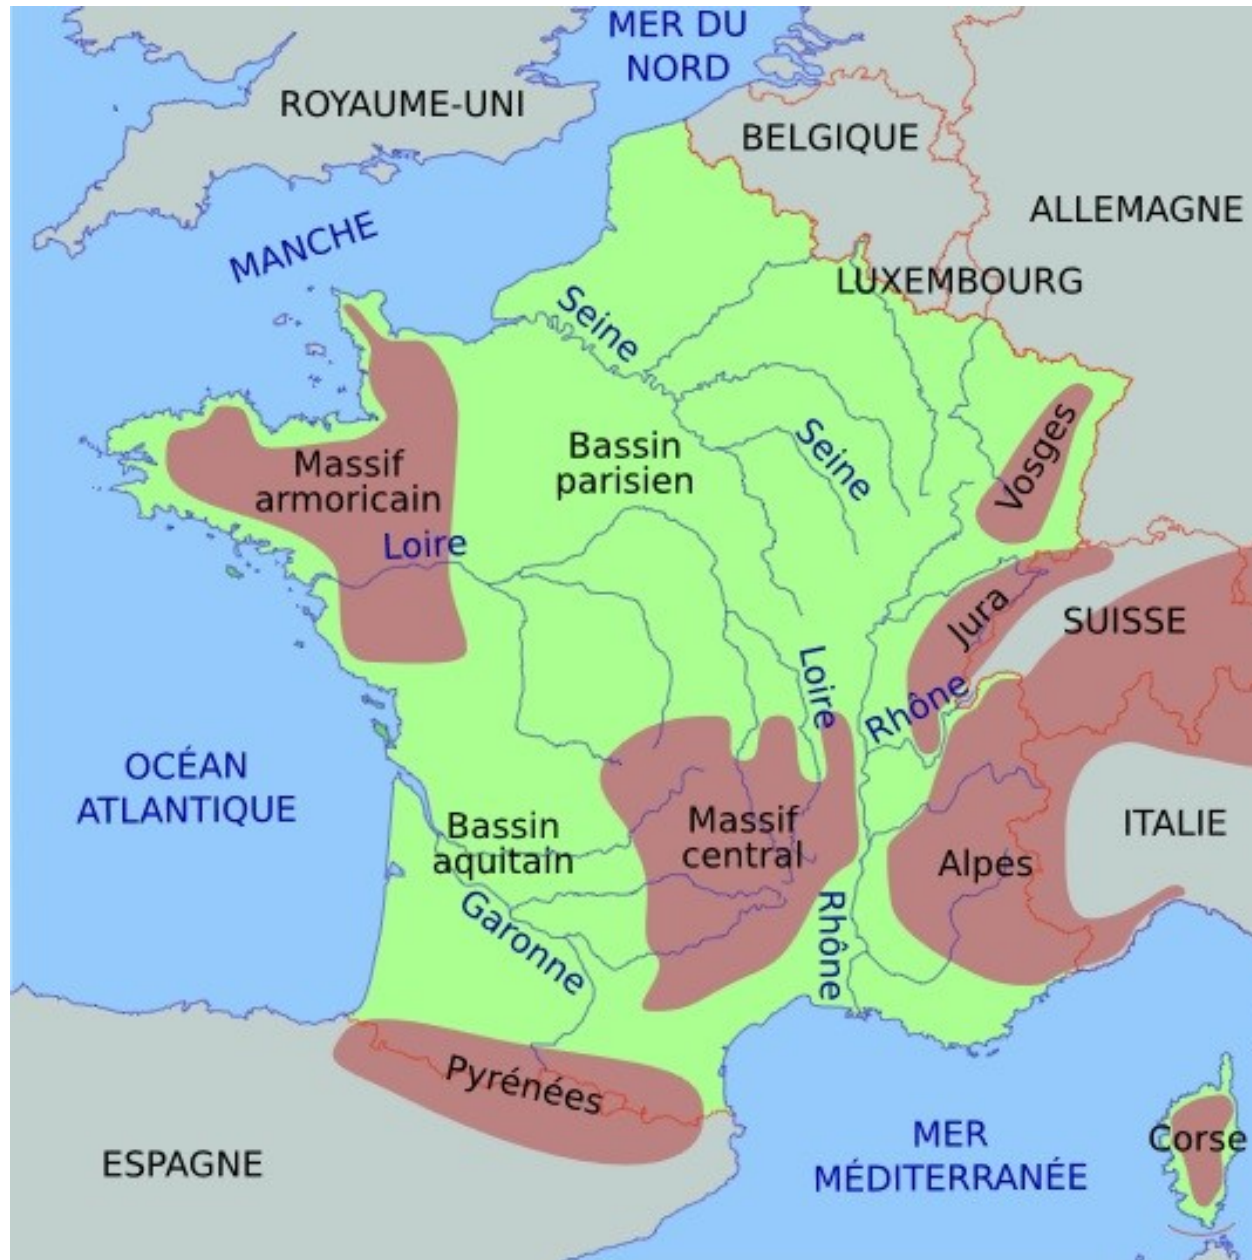 MER DU
NORD
ROYAUME-UNI
BELGIQUE
ALLEMAGNE
MANCHE
LUXEMBOURG
Seine
Vosges
Bassin
parisien
Seine
Massif
armoricain
Loire
Jura
SUISSE
Loire
Rhône
OCÉAN
ATLANTIQUE
Massif
central
ITALIE
Bassin
aquitain
Alpes
Garonne
Rhône
Pyrénées
ESPAGNE
MER
MÉDITERRANÉE
Corse